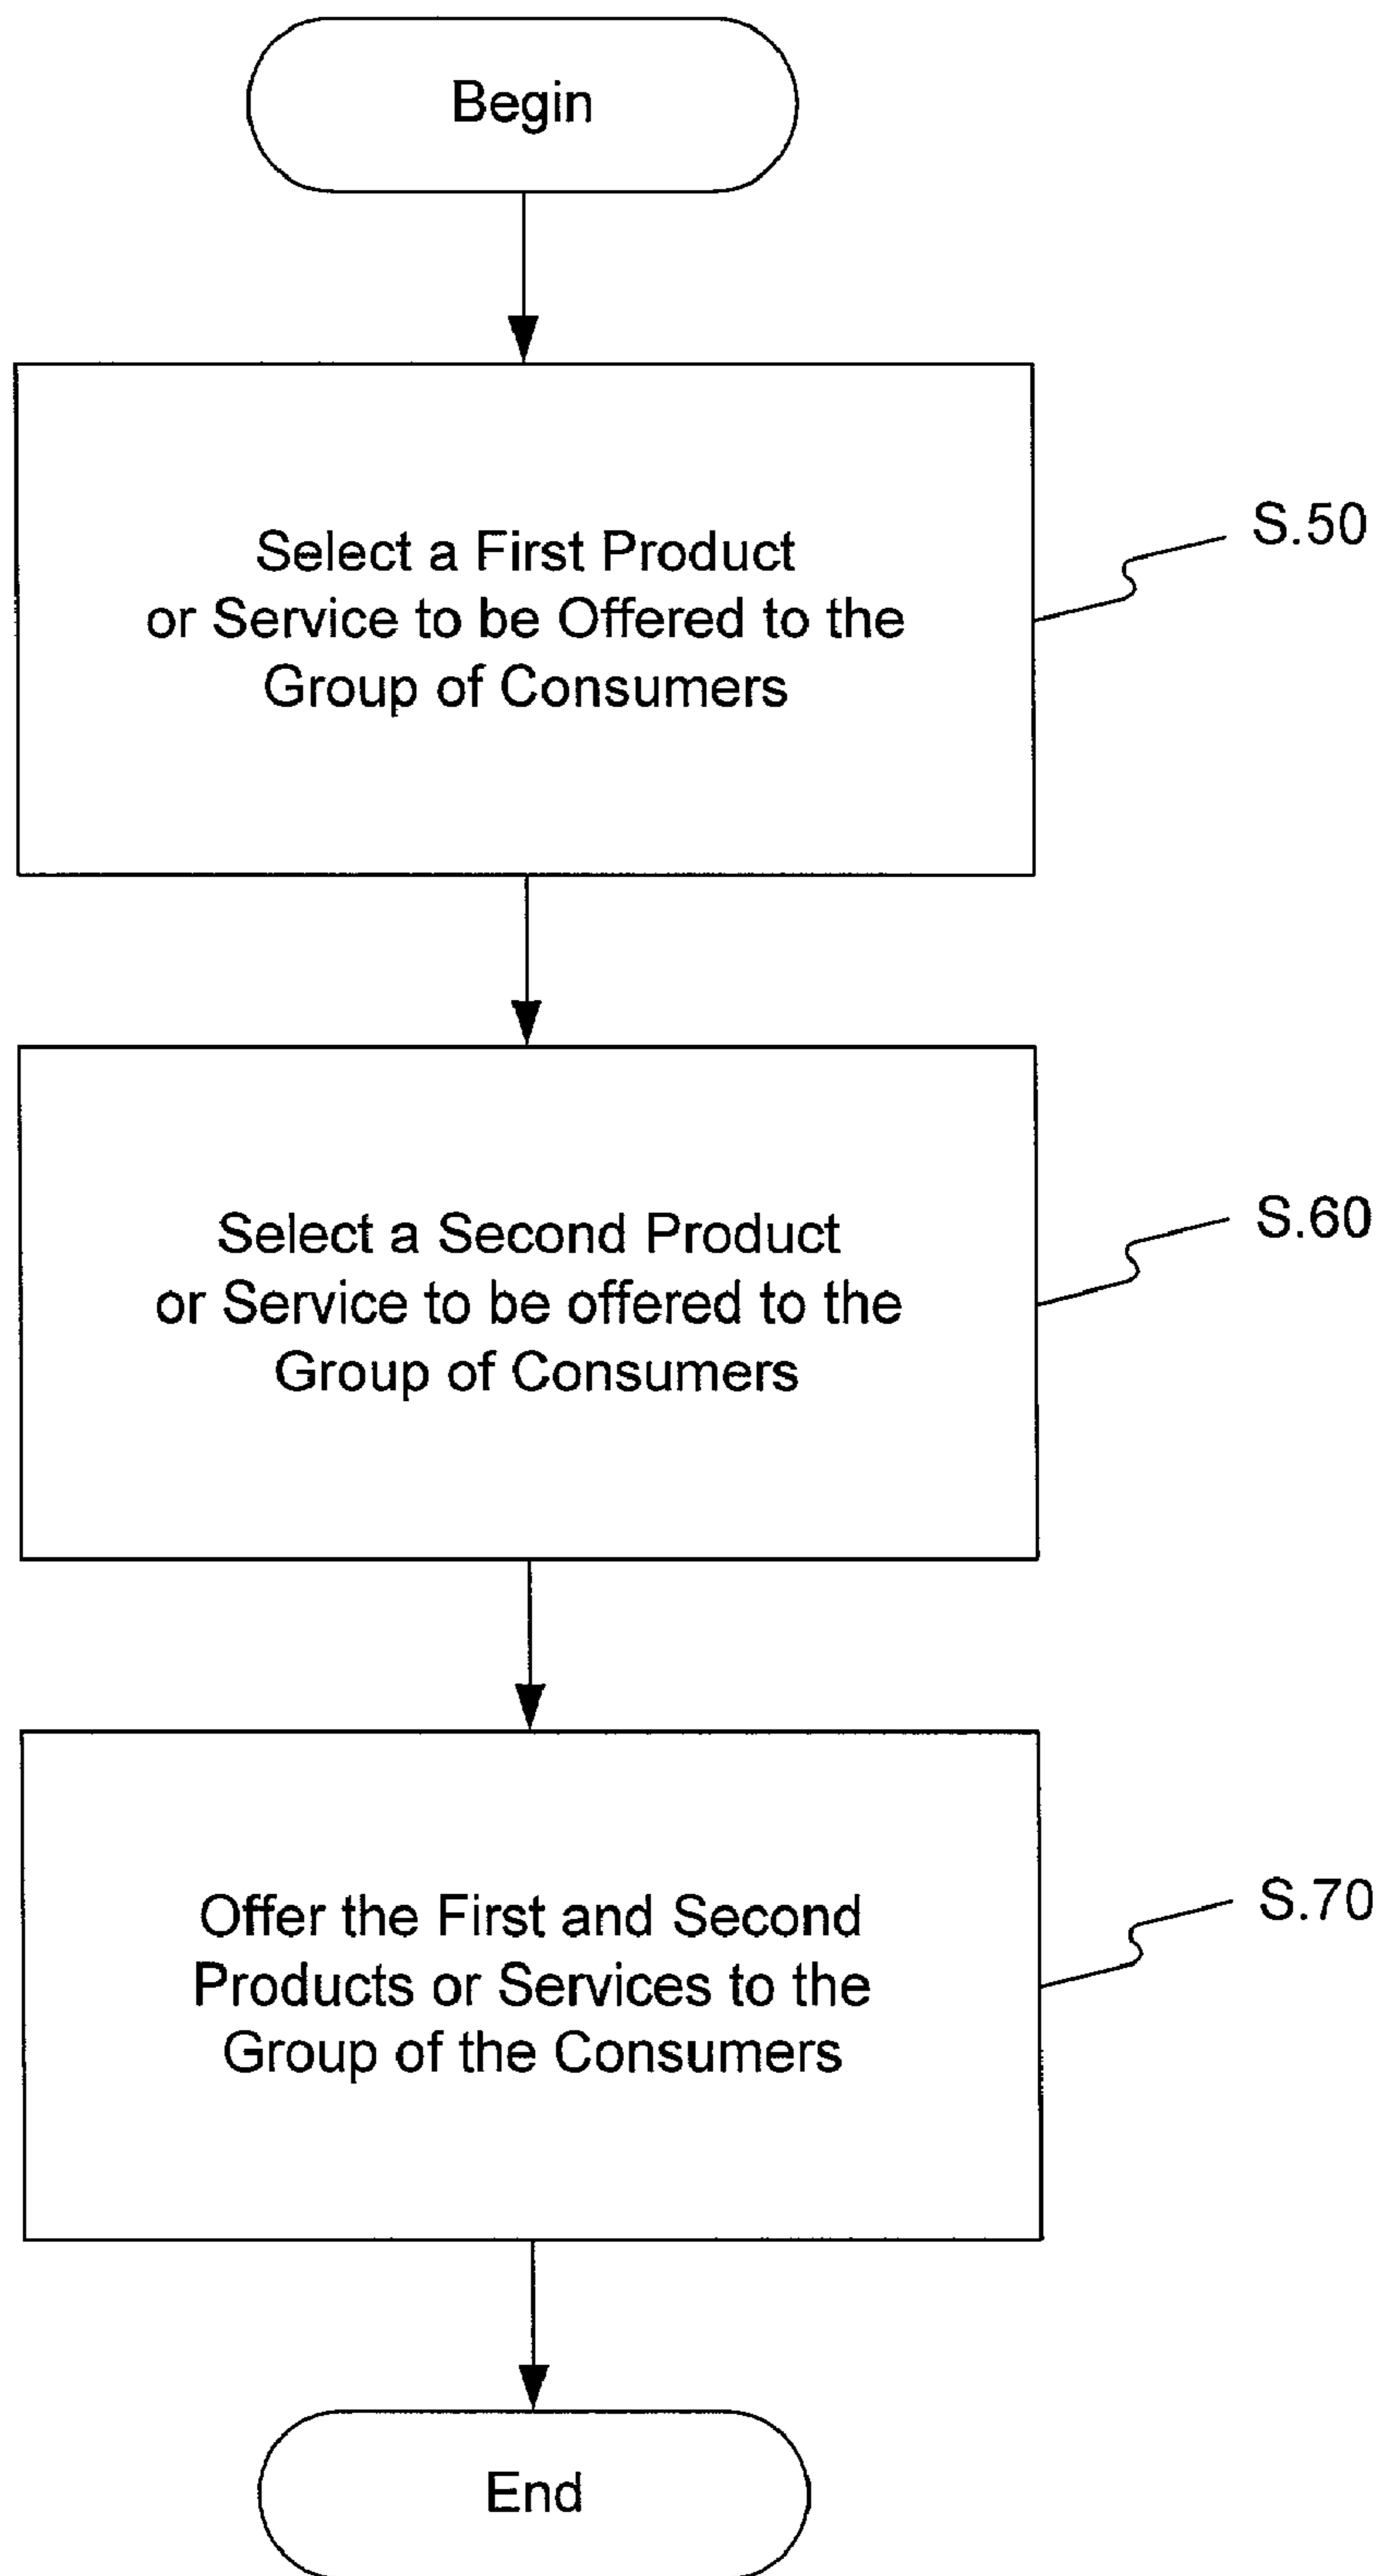 Begin
Select a First Product
or Service to be Offered to the
Group of Consumers
S.50
Select a Second Product
or Service to be offered to the
Group of Consumers
S.60
Offer the First and Second
Products or Services to the
Group of the Consumers
S.70
End